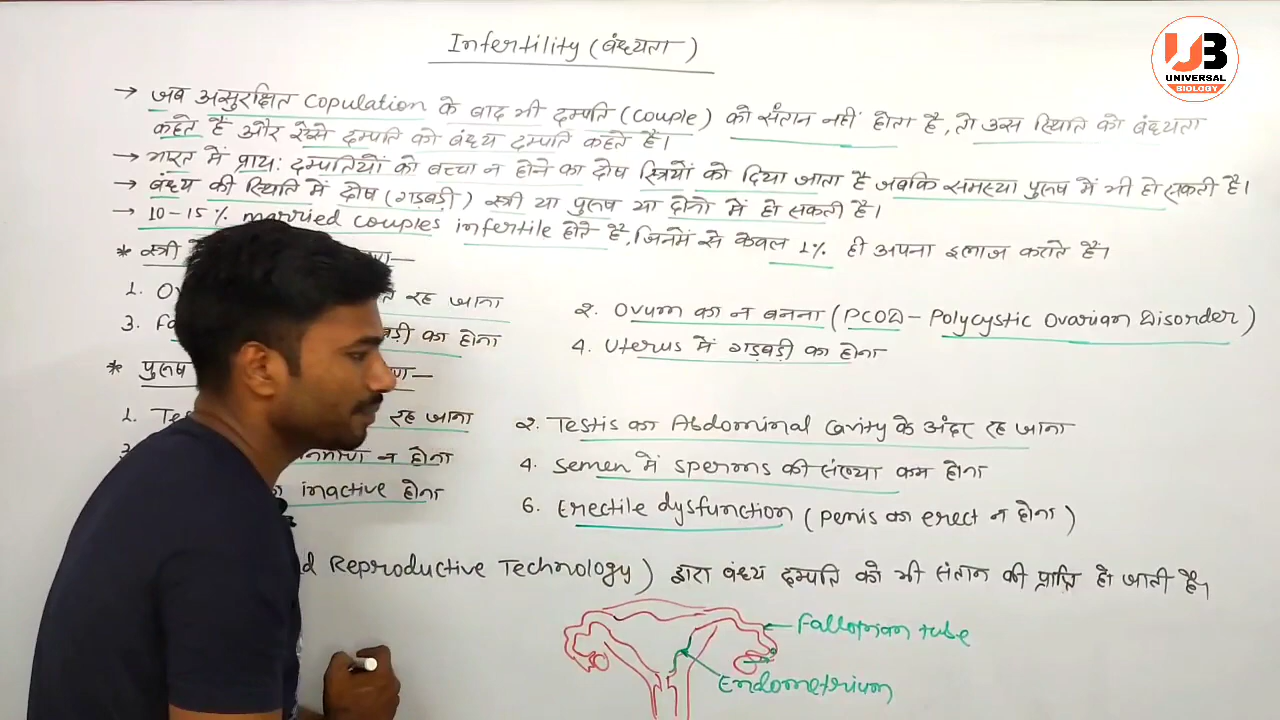 Infertility (बंध्यता)
UB
UNIVERSAL
BIOLOGY
→ जब असुरक्षित copulation के बाद भी दम्पति (couple) को संतान नहीं होता है, तो उस स्थिति को बंध्यता
कहते हैं और ऐसे दम्पति को बंध्य दम्पति कहते हैं।
→ भारत में प्रायः दम्पतियों को बच्चा न होने का दोष स्त्रियों को दिया जाता है जबकि समस्या पुरूष में भी हो सकती है।
→ बंध्य की स्थिति में दोष (गड़बड़ी) स्त्री या पुरूष या दोनो में हो सकती है।
→ 10-15% married couples infertile होते हैं, जिनमें से केवल 1% ही अपना इलाज कराते हैं।
* स्त्री
1. रह जाना
2. Ovum का न बनना (PCOD - Polycystic Ovarian Disorder)
3. का होना
4. Uterus में गड़बड़ी का होना
* पुरूष
1. रह जाना
2. Testis का Abdominal Cavity के अंदर रह जाना
न होना
4. Semen में sperms की संख्या कम होना
inactive होना
6. Erectile dysfunction (penis का erect न होना)
Reproductive Technology) द्वारा बंध्य दम्पति को भी संतान की प्राप्ति हो जाती है।
← Fallopian tube
Endometrium